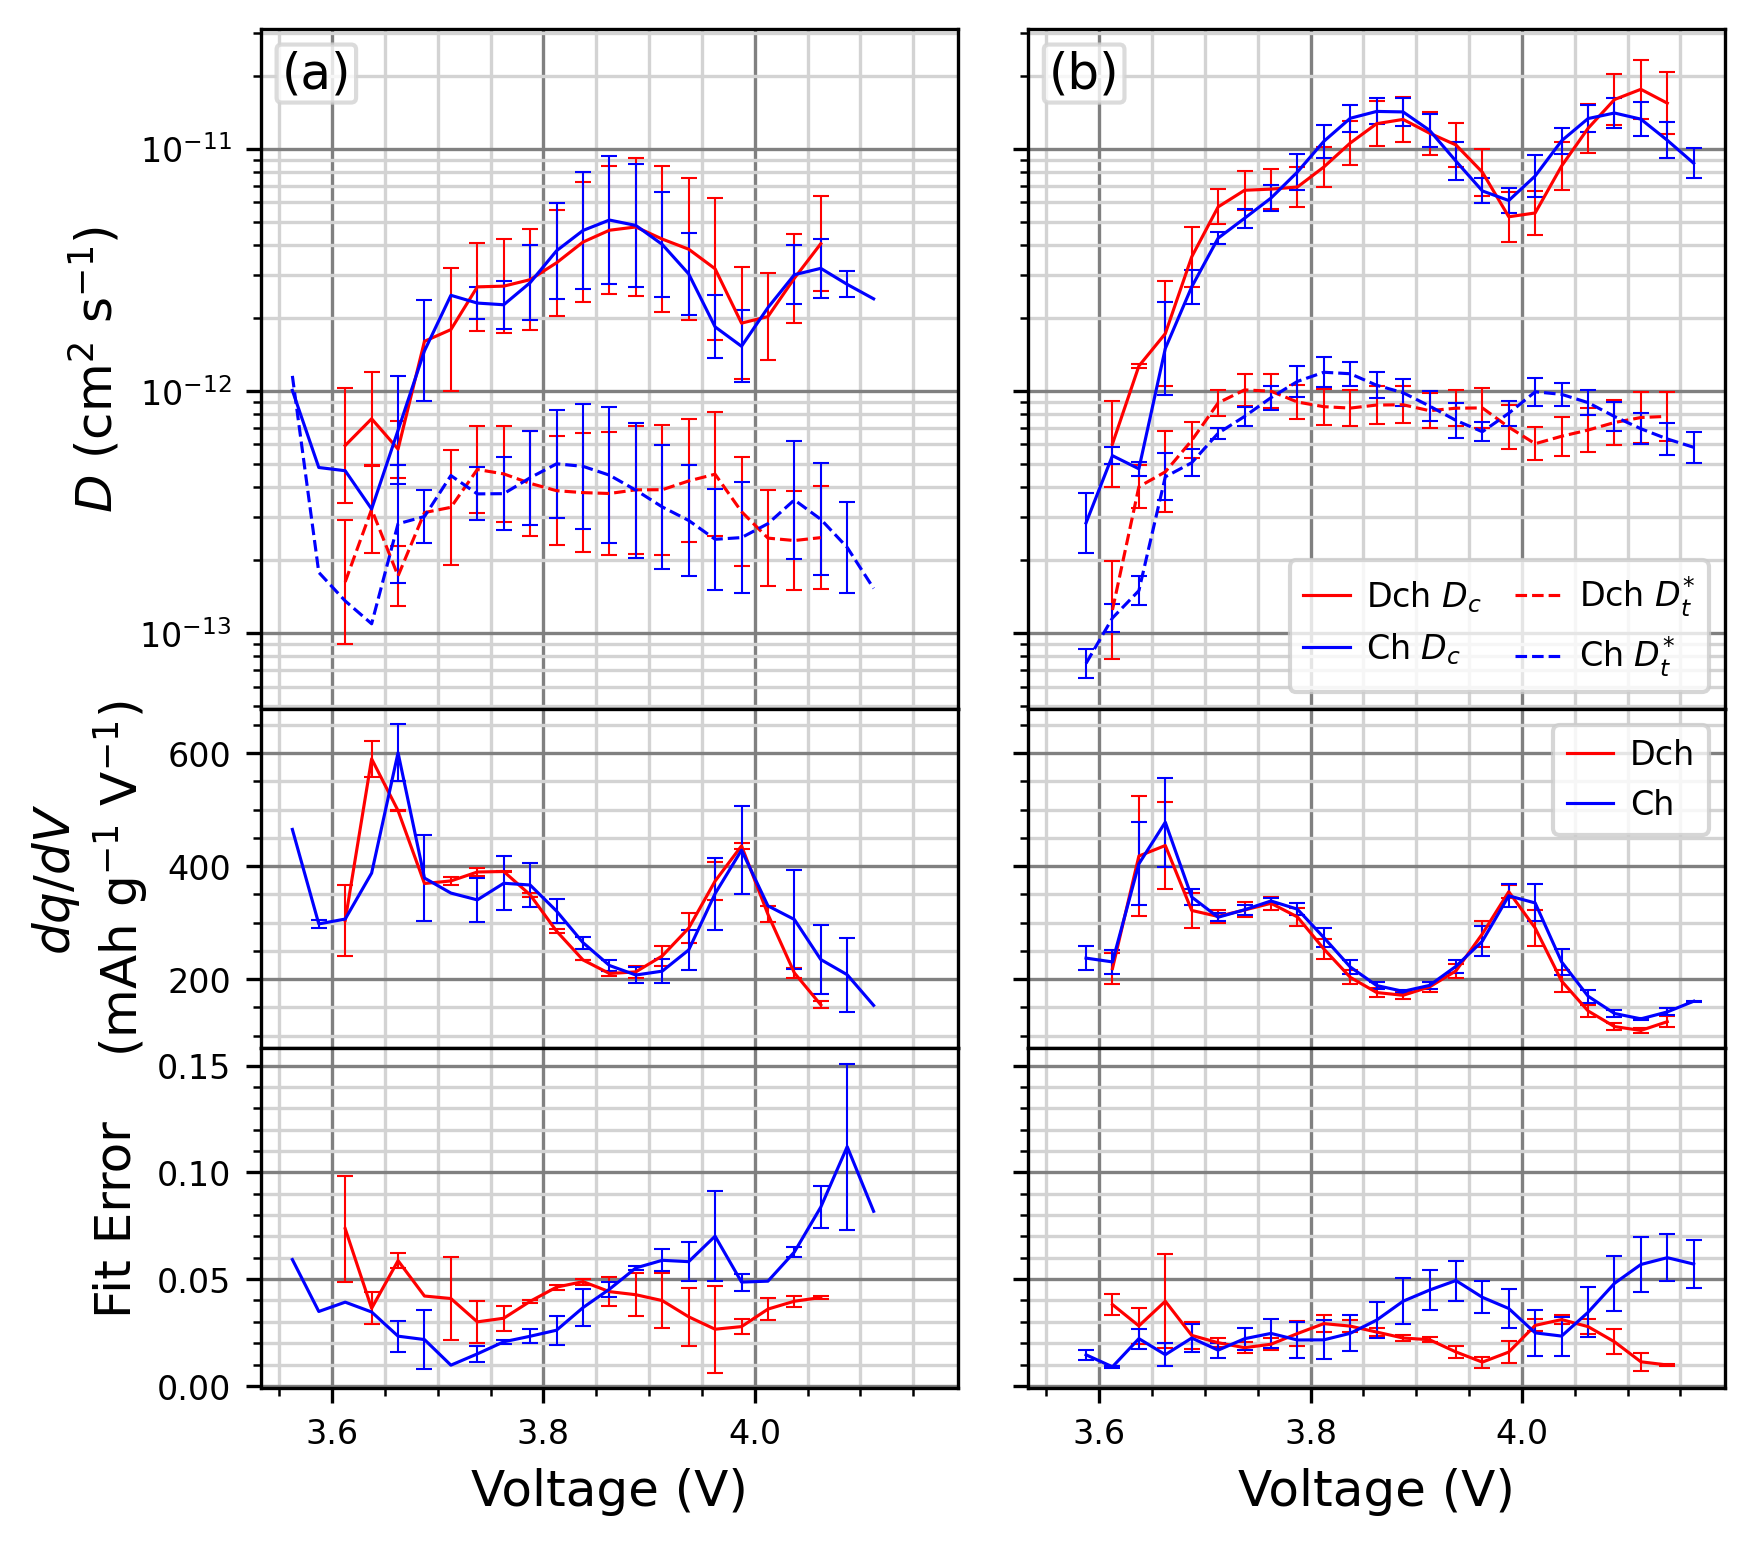 (a)
(b)
10⁻¹¹
10⁻¹²
10⁻¹³
D (cm² s⁻¹)
Dch D_c
Dch D_t^*
Ch D_c
Ch D_t^*
600
400
200
dq/dV
(mAh g⁻¹ V⁻¹)
Dch
Ch
0.15
0.10
0.05
0.00
Fit Error
3.6
3.8
4.0
3.6
3.8
4.0
Voltage (V)
Voltage (V)